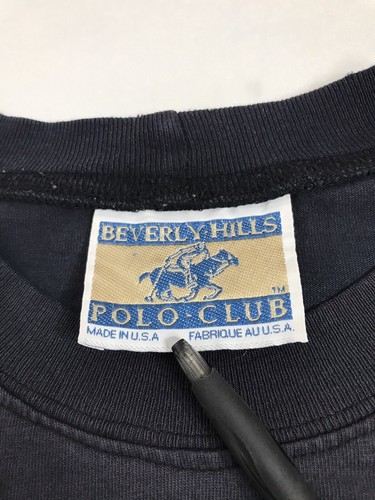 BEVERLY HILLS
TM
POLO-CLUB
MADE IN U.S.A FABRIQUE AU U.S.A.